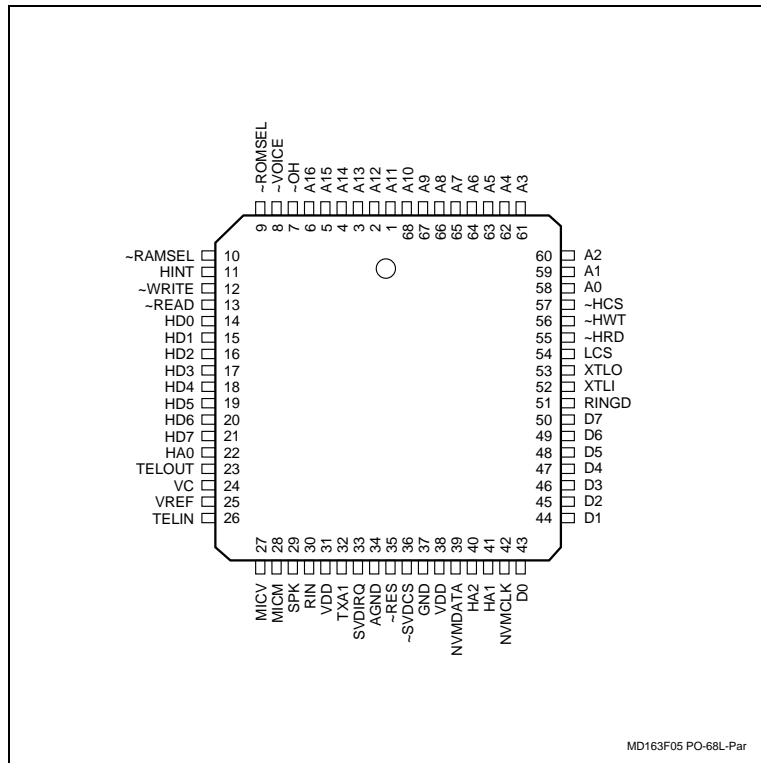 ~ROMSEL
~VOICE
~OH
A16
A15
A14
A13
A12
A11
A10
A9
A8
A7
A6
A5
A4
A3
9
8
7
6
5
4
3
2
1
68
67
66
65
64
63
62
61
~RAMSEL 10
HINT 11
~WRITE 12
~READ 13
HD0 14
HD1 15
HD2 16
HD3 17
HD4 18
HD5 19
HD6 20
HD7 21
HA0 22
TELOUT 23
VC 24
VREF 25
TELIN 26
60 A2
59 A1
58 A0
57 ~HCS
56 ~HWT
55 ~HRD
54 LCS
53 XTLO
52 XTLI
51 RINGD
50 D7
49 D6
48 D5
47 D4
46 D3
45 D2
44 D1
27
28
29
30
31
32
33
34
35
36
37
38
39
40
41
42
43
MICV
MICM
SPK
RIN
VDD
TXA1
SVDIRQ
AGND
~RES
~SVDCS
GND
VDD
NVMDATA
HA2
HA1
NVMCLK
D0
MD163F05 PO-68L-Par